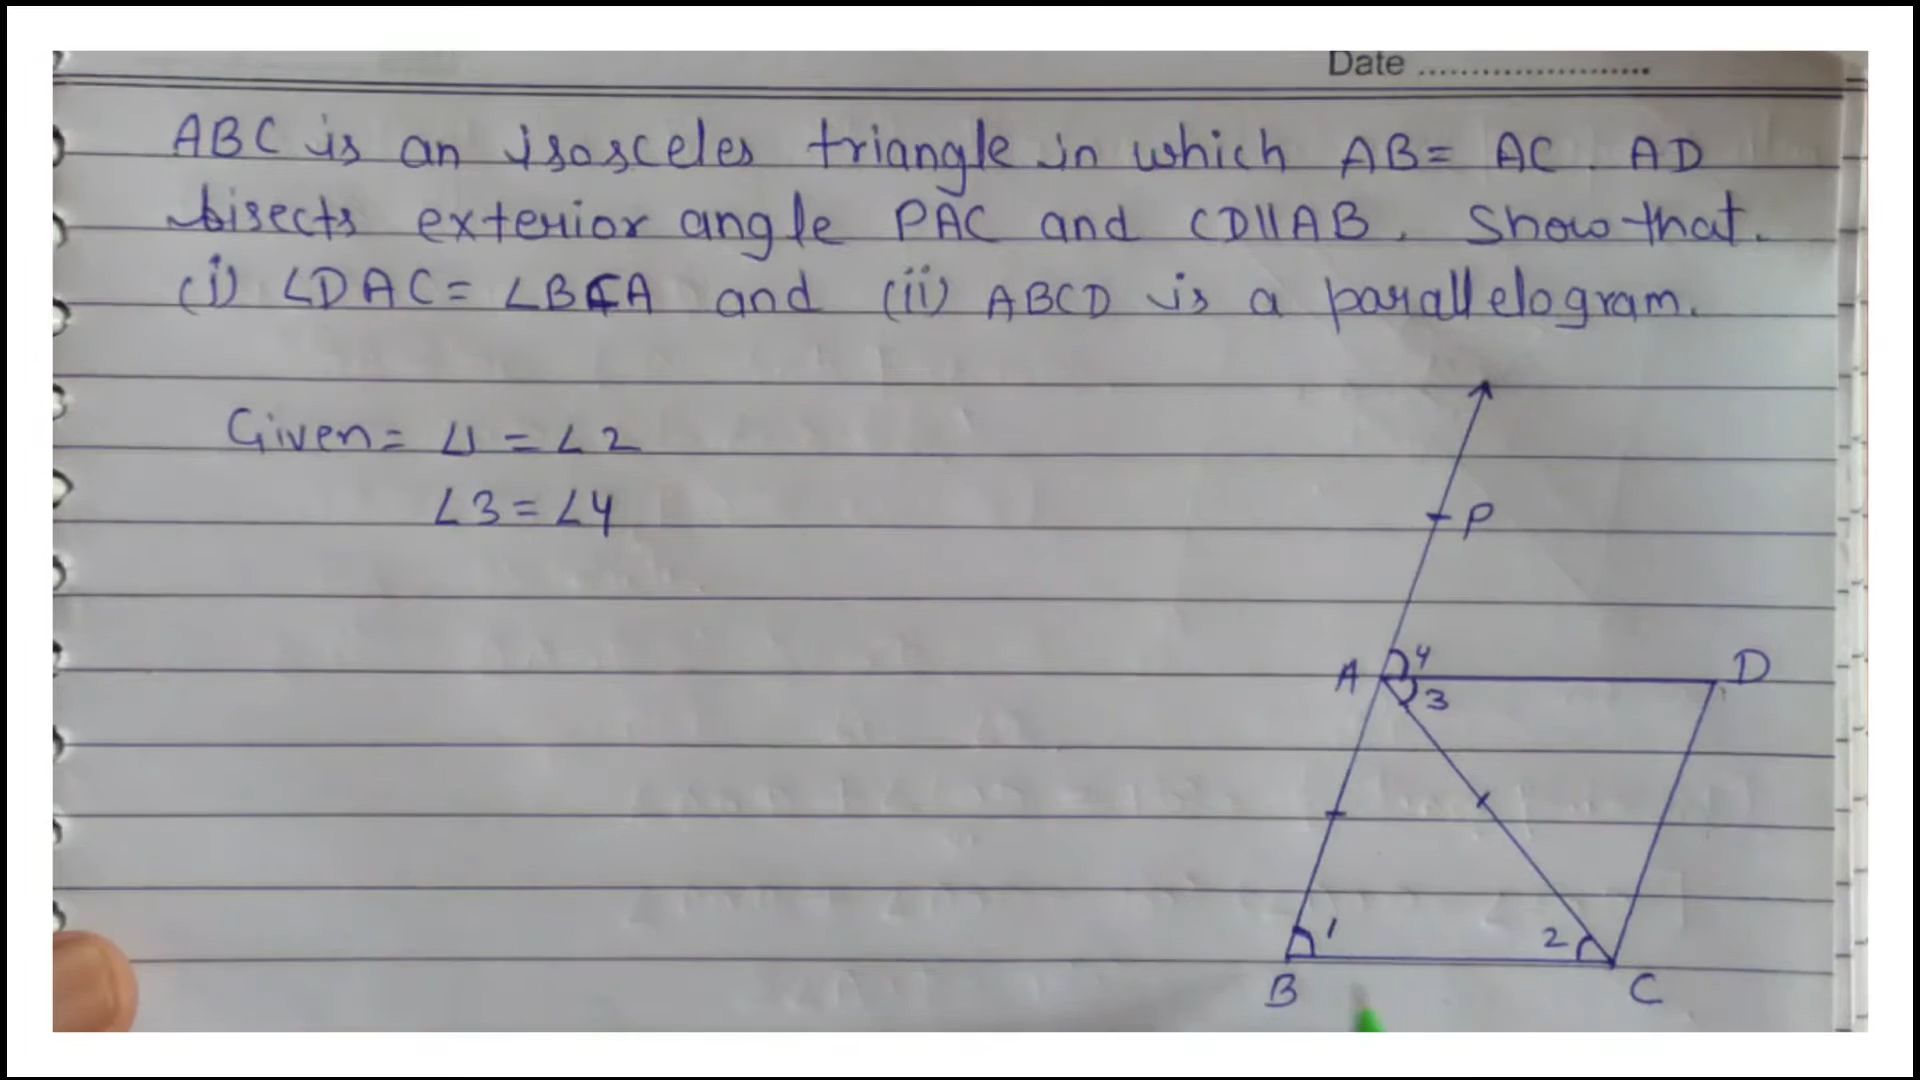 Date ........................
ABC is an isosceles triangle in which AB= AC. AD
bisects exterior angle PAC and CD||AB. Show that.
(i) ∠DAC= ∠BCA and (ii) ABCD is a parallelogram.
Given= ∠1 = ∠2
∠3=∠4
P
A 4 D
3
1 2
B C